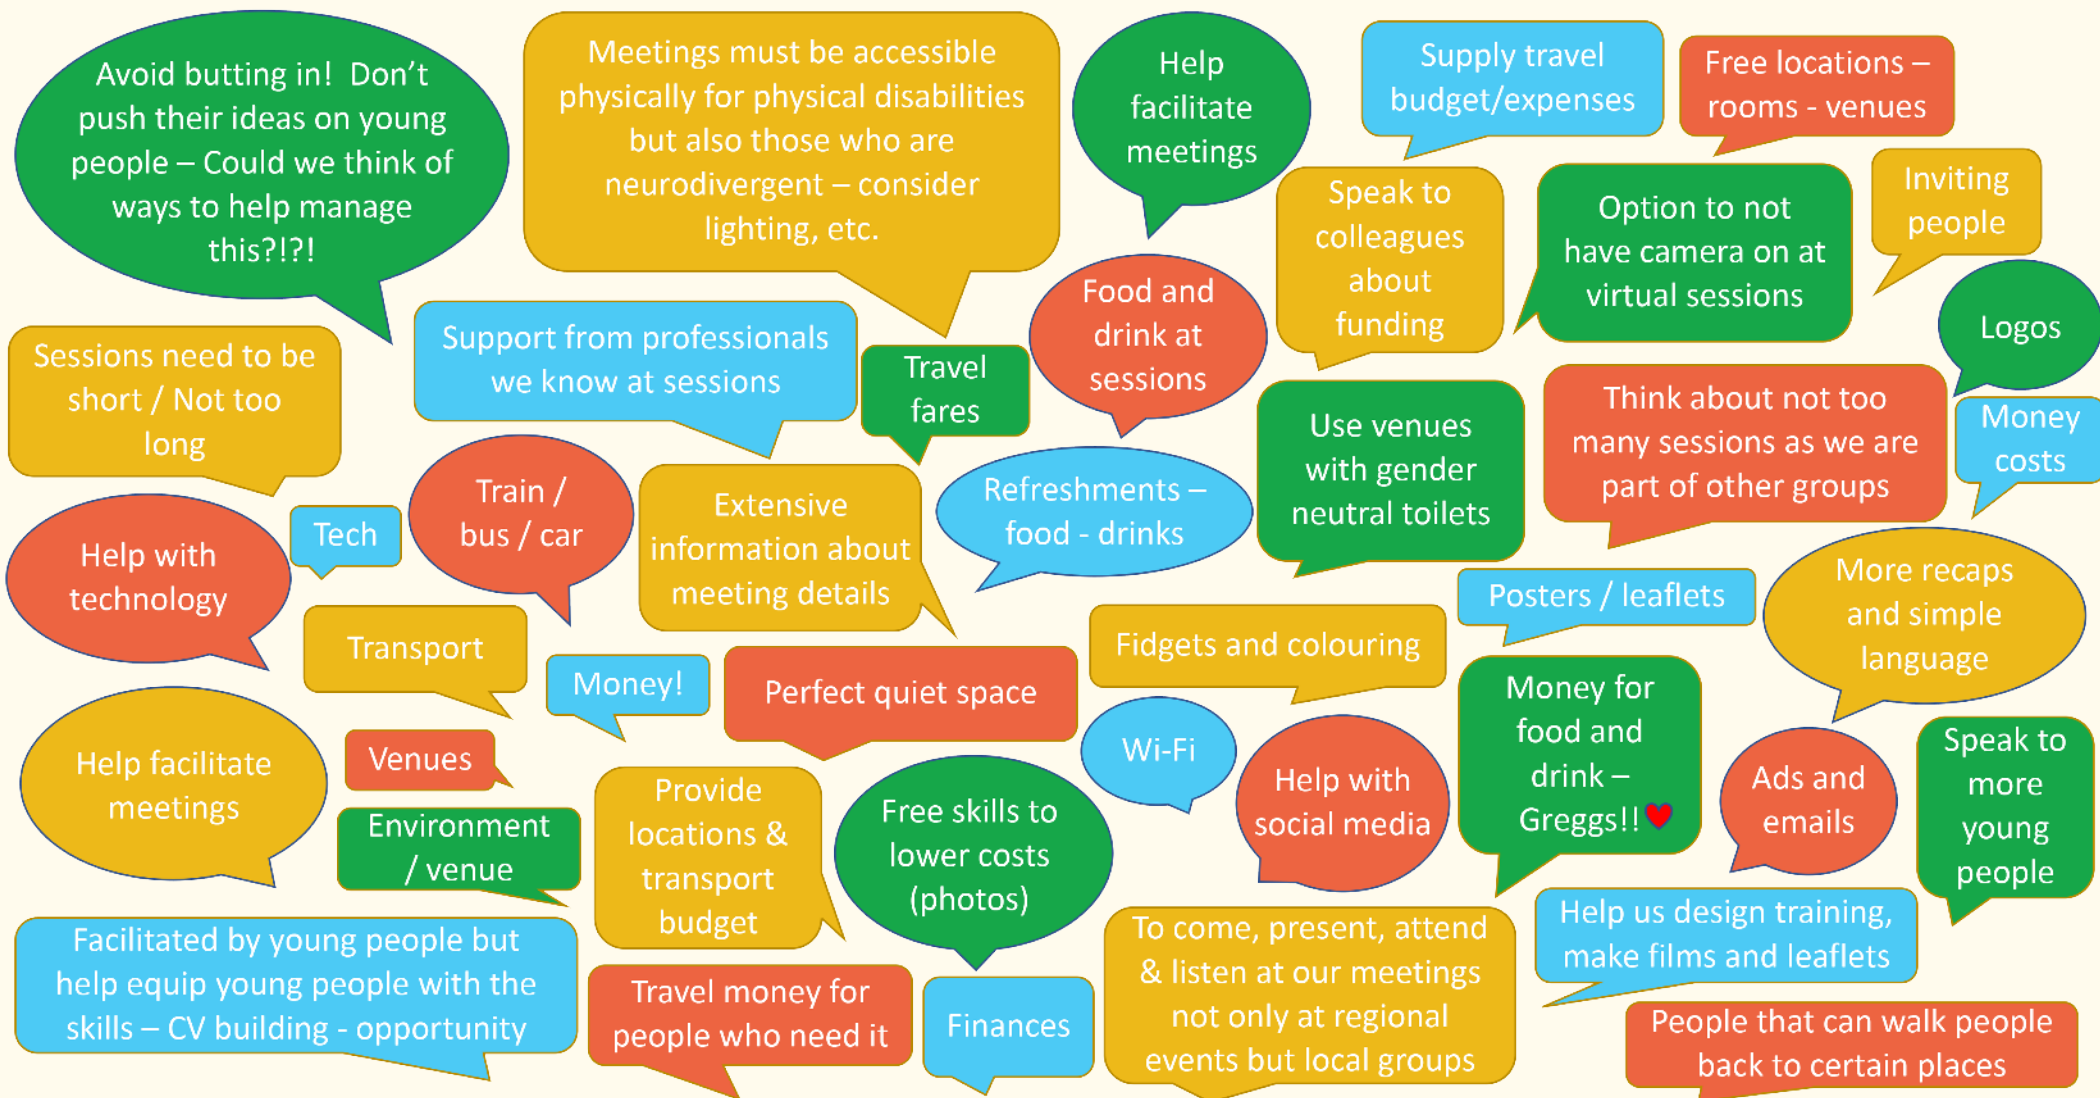 Avoid butting in!  Don’t
push their ideas on young
people – Could we think of
ways to help manage
this?!?!
Meetings must be accessible
physically for physical disabilities
but also those who are
neurodivergent – consider
lighting, etc.
Help
facilitate
meetings
Supply travel
budget/expenses
Free locations –
rooms - venues
Speak to
colleagues
about
funding
Option to not
have camera on at
virtual sessions
Inviting
people
Logos
Sessions need to be
short / Not too
long
Support from professionals
we know at sessions
Travel
fares
Food and
drink at
sessions
Use venues
with gender
neutral toilets
Think about not too
many sessions as we are
part of other groups
Money
costs
Help with
technology
Tech
Train /
bus / car
Extensive
information about
meeting details
Refreshments –
food - drinks
Posters / leaflets
More recaps
and simple
language
Transport
Money!
Perfect quiet space
Fidgets and colouring
Money for
food and
drink –
Greggs!!
Help facilitate
meetings
Venues
Environment
/ venue
Provide
locations &
transport
budget
Free skills to
lower costs
(photos)
Wi-Fi
Help with
social media
Ads and
emails
Speak to
more
young
people
Facilitated by young people but
help equip young people with the
skills – CV building - opportunity
Travel money for
people who need it
Finances
To come, present, attend
& listen at our meetings
not only at regional
events but local groups
Help us design training,
make films and leaflets
People that can walk people
back to certain places